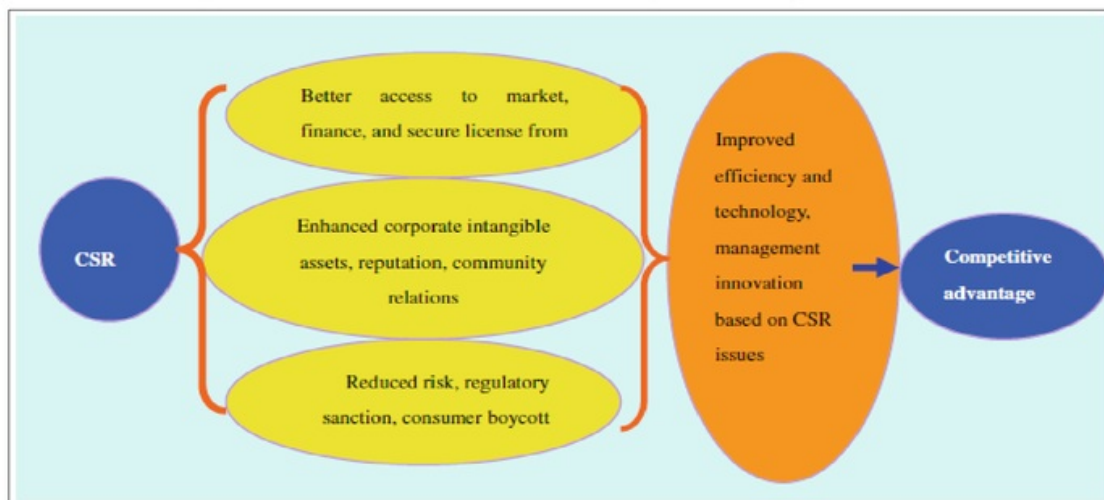 CSR
Better access to market,
finance, and secure license from
Enhanced corporate intangible
assets, reputation, community
relations
Reduced risk, regulatory
sanction, consumer boycott
Improved
efficiency and
technology,
management
innovation
based on CSR
issues
Competitive
advantage